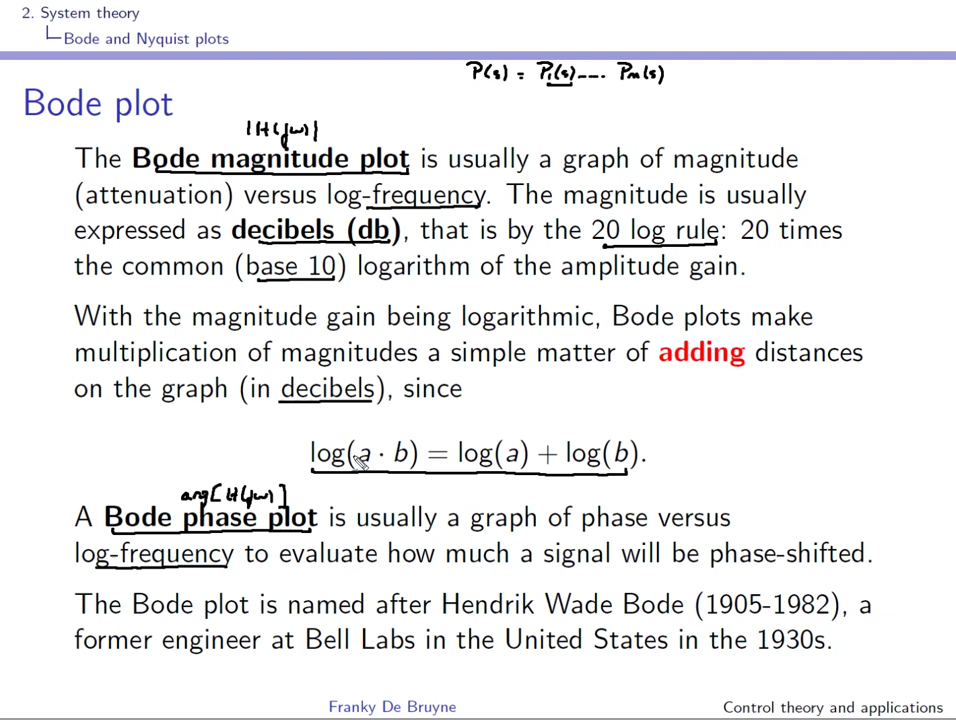 2. System theory
Bode and Nyquist plots
P(s) = P₁(s) ---- Pₘ(s)
Bode plot
|H(jω)|
The Bode magnitude plot is usually a graph of magnitude
(attenuation) versus log-frequency. The magnitude is usually
expressed as decibels (db), that is by the 20 log rule: 20 times
the common (base 10) logarithm of the amplitude gain.
With the magnitude gain being logarithmic, Bode plots make
multiplication of magnitudes a simple matter of adding distances
on the graph (in decibels), since
log(a · b) = log(a) + log(b).
arg[H(jω)]
A Bode phase plot is usually a graph of phase versus
log-frequency to evaluate how much a signal will be phase-shifted.
The Bode plot is named after Hendrik Wade Bode (1905-1982), a
former engineer at Bell Labs in the United States in the 1930s.
Franky De Bruyne
Control theory and applications